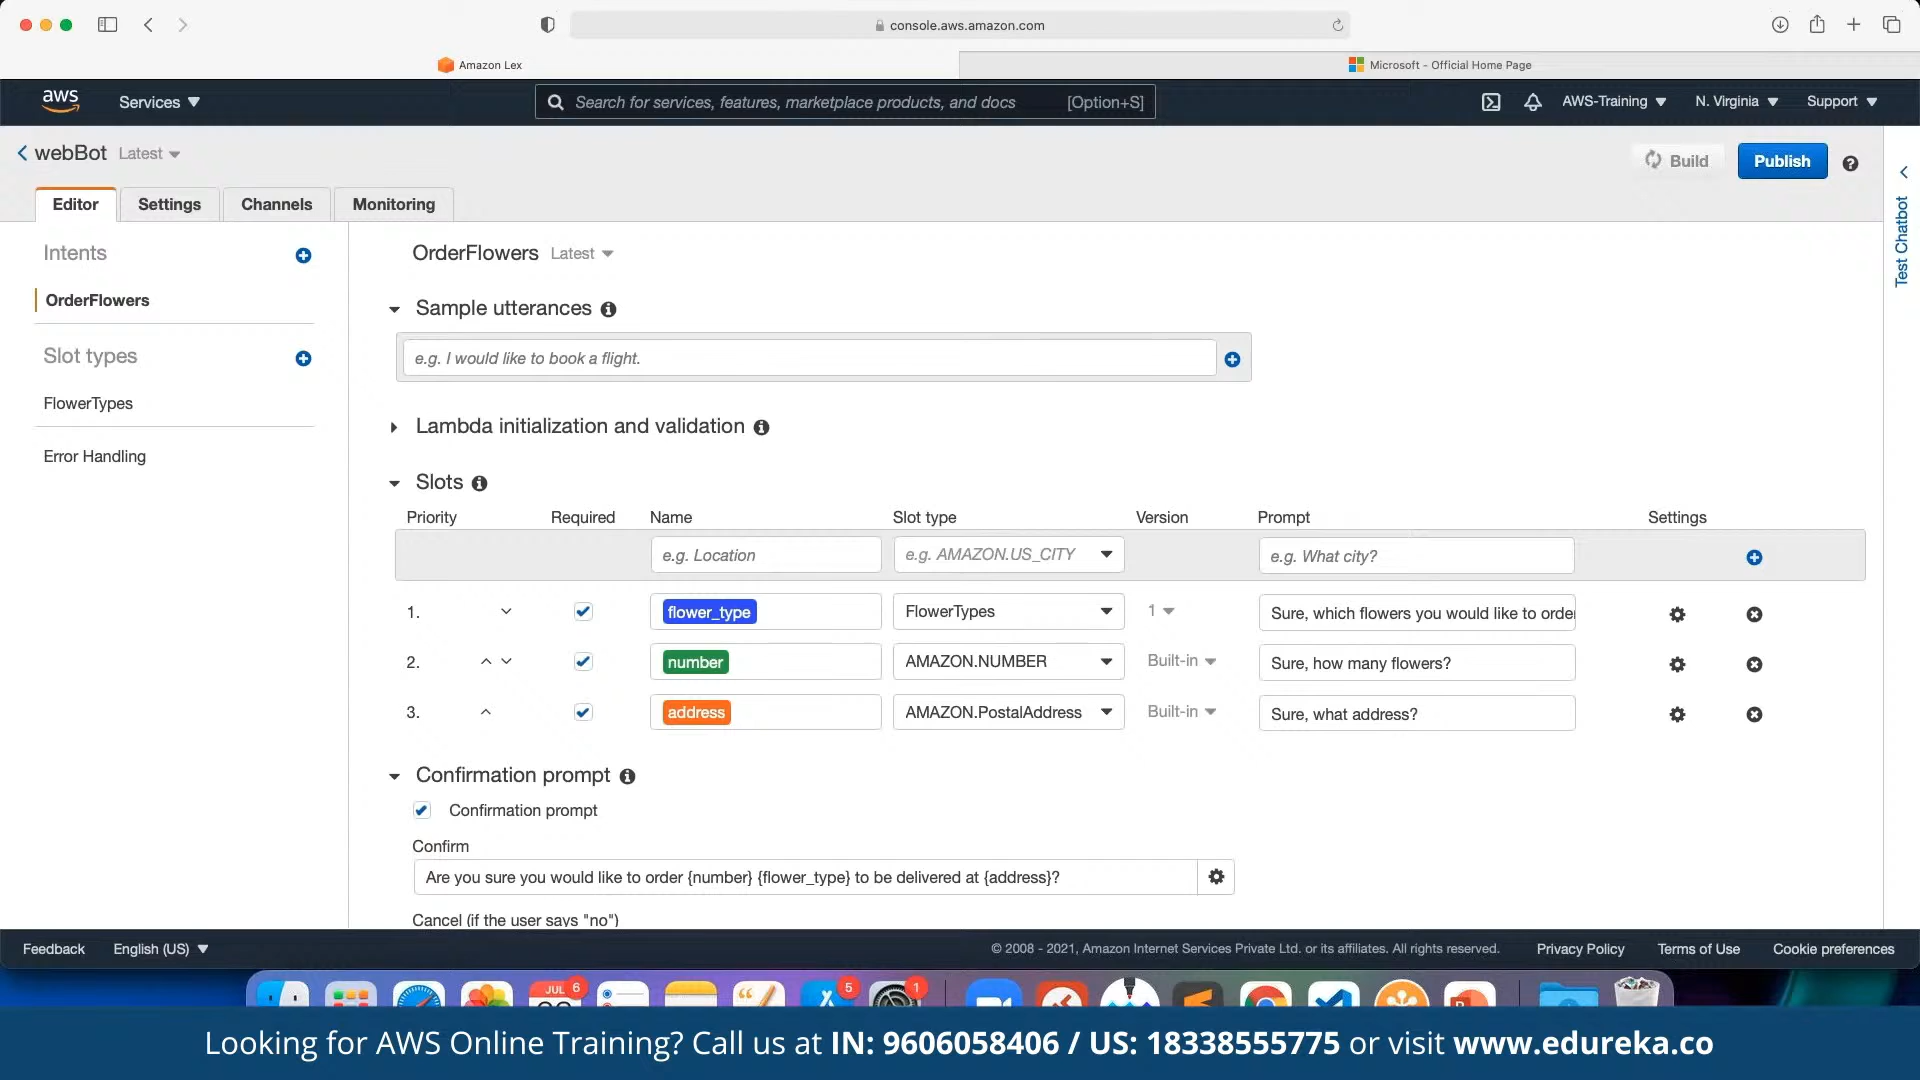 console.aws.amazon.com
Amazon Lex
Microsoft - Official Home Page
aws
Services
Search for services, features, marketplace products, and docs [Option+S]
AWS-Training
N. Virginia
Support
webBot Latest
Build
Publish
Editor
Settings
Channels
Monitoring
Test Chatbot
Intents
OrderFlowers
Slot types
FlowerTypes
Error Handling
OrderFlowers Latest
Sample utterances
e.g. I would like to book a flight.
Lambda initialization and validation
Slots
Priority Required Name Slot type Version Prompt Settings
e.g. Location e.g. AMAZON.US_CITY e.g. What city?
1. flower_type FlowerTypes 1 Sure, which flowers you would like to order
2. number AMAZON.NUMBER Built-in Sure, how many flowers?
3. address AMAZON.PostalAddress Built-in Sure, what address?
Confirmation prompt
Confirmation prompt
Confirm
Are you sure you would like to order {number} {flower_type} to be delivered at {address}?
Cancel (if the user says "no")
Feedback English (US) © 2008 - 2021, Amazon Internet Services Private Ltd. or its affiliates. All rights reserved. Privacy Policy Terms of Use Cookie preferences
JUL 6 5 1
Looking for AWS Online Training? Call us at IN: 9606058406 / US: 18338555775 or visit www.edureka.co